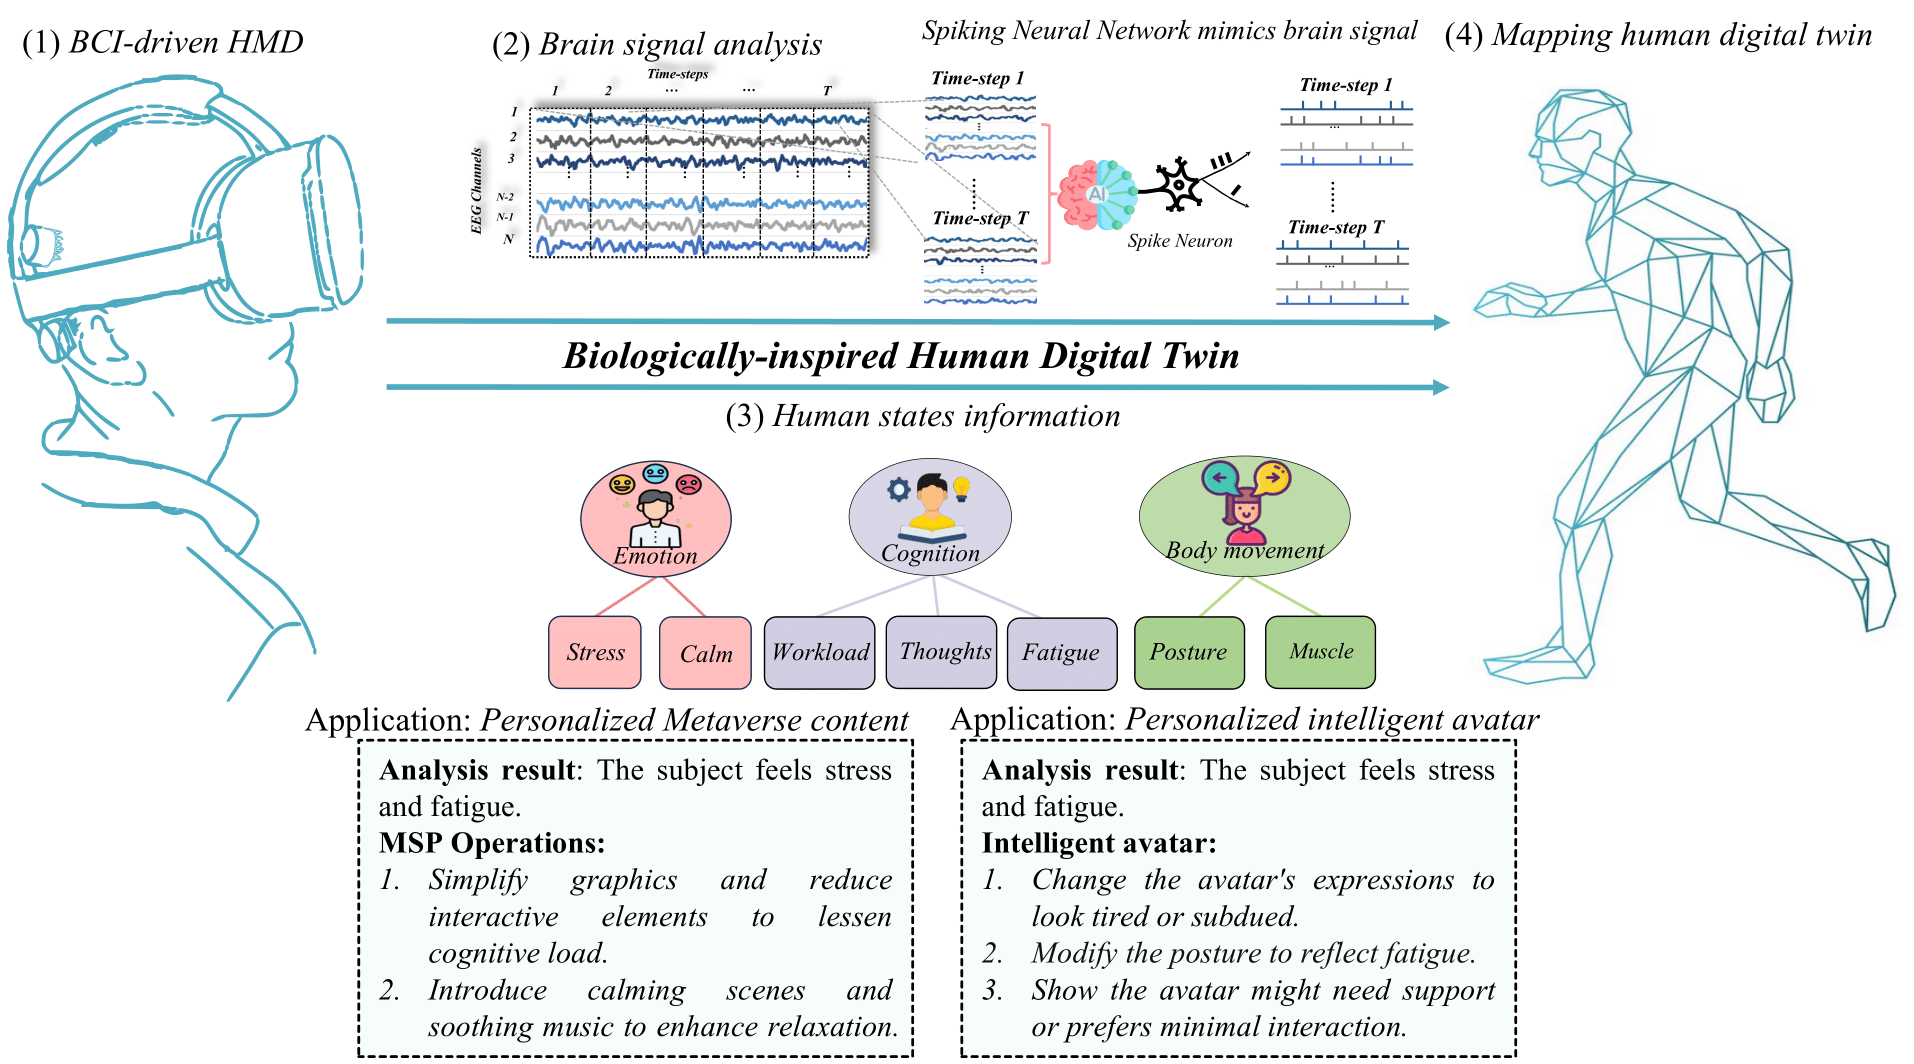 (1) BCI-driven HMD
(2) Brain signal analysis
Time-steps
1 2 ... ... T
EEG Channels
1
2
3
N-2
N-1
N
Spiking Neural Network mimics brain signal
Time-step 1
Time-step T
AI
Spike Neuron
Time-step 1
...
Time-step T
...
(4) Mapping human digital twin
Biologically-inspired Human Digital Twin
(3) Human states information
Emotion
Cognition
Body movement
Stress
Calm
Workload
Thoughts
Fatigue
Posture
Muscle
Application: Personalized Metaverse content
Analysis result: The subject feels stress
and fatigue.
MSP Operations:
1. Simplify graphics and reduce
interactive elements to lessen
cognitive load.
2. Introduce calming scenes and
soothing music to enhance relaxation.
Application: Personalized intelligent avatar
Analysis result: The subject feels stress
and fatigue.
Intelligent avatar:
1. Change the avatar's expressions to
look tired or subdued.
2. Modify the posture to reflect fatigue.
3. Show the avatar might need support
or prefers minimal interaction.